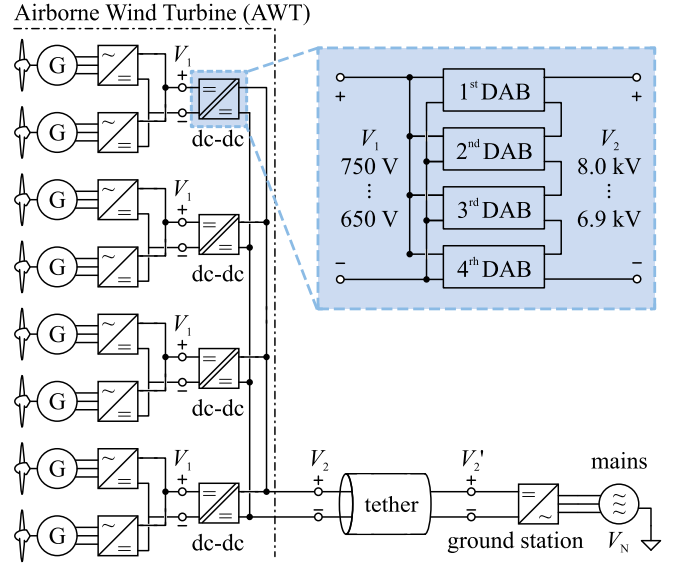 Airborne Wind Turbine (AWT)
G
~
=
V1
+
−
=
=
dc-dc
G
~
=
1st DAB
2nd DAB
3rd DAB
4rh DAB
+
−
V1
750 V
⋮
650 V
+
−
V2
8.0 kV
⋮
6.9 kV
G
~
=
V1
+
−
=
=
dc-dc
G
~
=
G
~
=
V1
+
−
=
=
dc-dc
G
~
=
G
~
=
V1
+
−
=
=
dc-dc
G
~
=
V2
+
−
tether
V2'
+
−
=
~
ground station
mains
~
~
~
VN